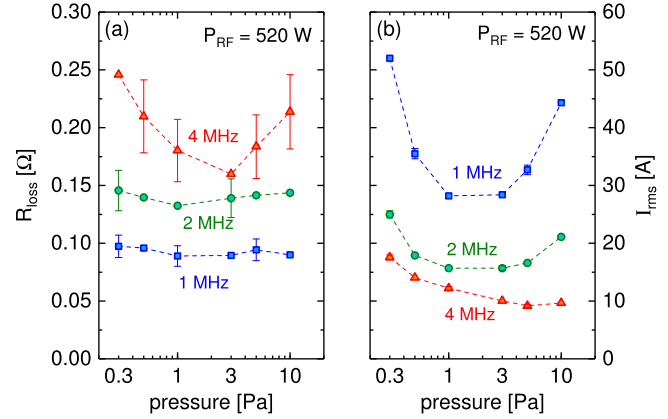 (a)
P_RF = 520 W
(b)
P_RF = 520 W
0.30
0.25
0.20
0.15
0.10
0.05
0.00
R_loss [Ω]
4 MHz
2 MHz
1 MHz
0.3
1
3
10
pressure [Pa]
1 MHz
2 MHz
4 MHz
60
50
40
30
20
10
0
I_rms [A]
0.3
1
3
10
pressure [Pa]